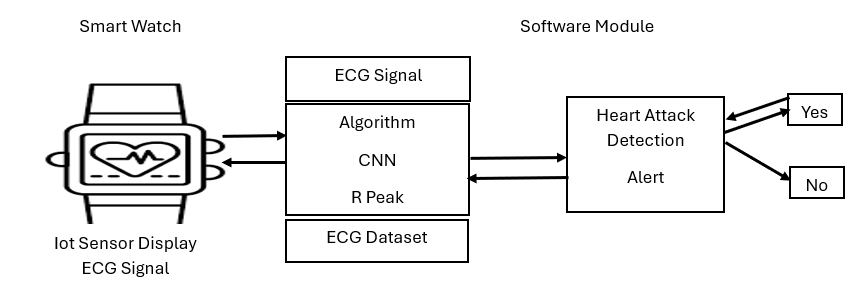 Smart Watch
Software Module
ECG Signal
Algorithm
CNN
R Peak
ECG Dataset
Heart Attack
Detection
Alert
Yes
No
Iot Sensor Display
ECG Signal